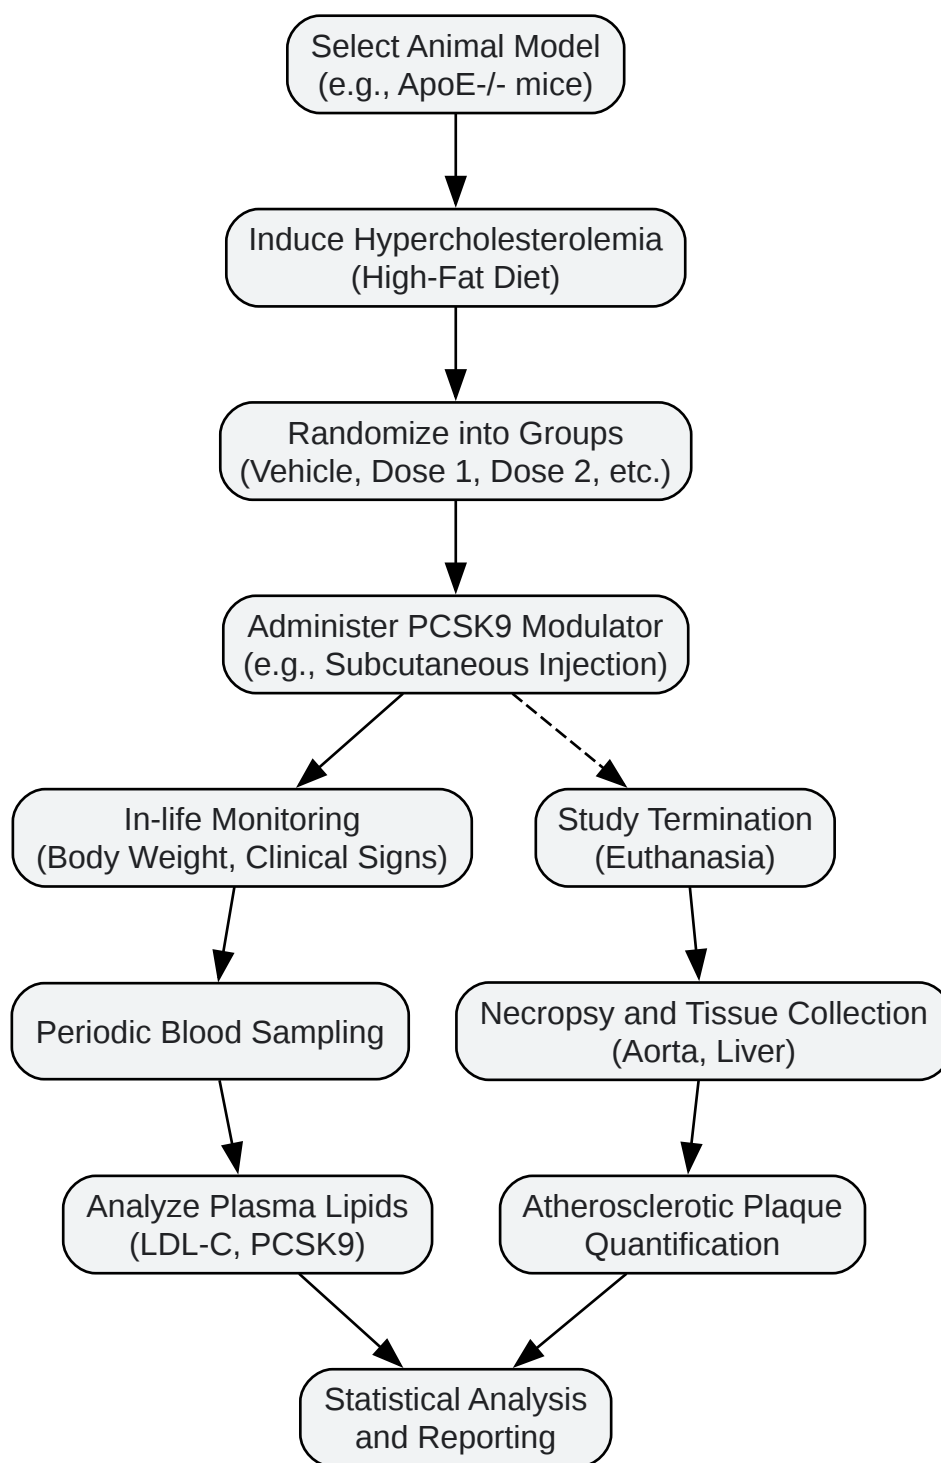 Select Animal Model
(e.g., ApoE-/- mice)
Induce Hypercholesterolemia
(High-Fat Diet)
Randomize into Groups
(Vehicle, Dose 1, Dose 2, etc.)
Administer PCSK9 Modulator
(e.g., Subcutaneous Injection)
In-life Monitoring
(Body Weight, Clinical Signs)
Study Termination
(Euthanasia)
Periodic Blood Sampling
Necropsy and Tissue Collection
(Aorta, Liver)
Analyze Plasma Lipids
(LDL-C, PCSK9)
Atherosclerotic Plaque
Quantification
Statistical Analysis
and Reporting